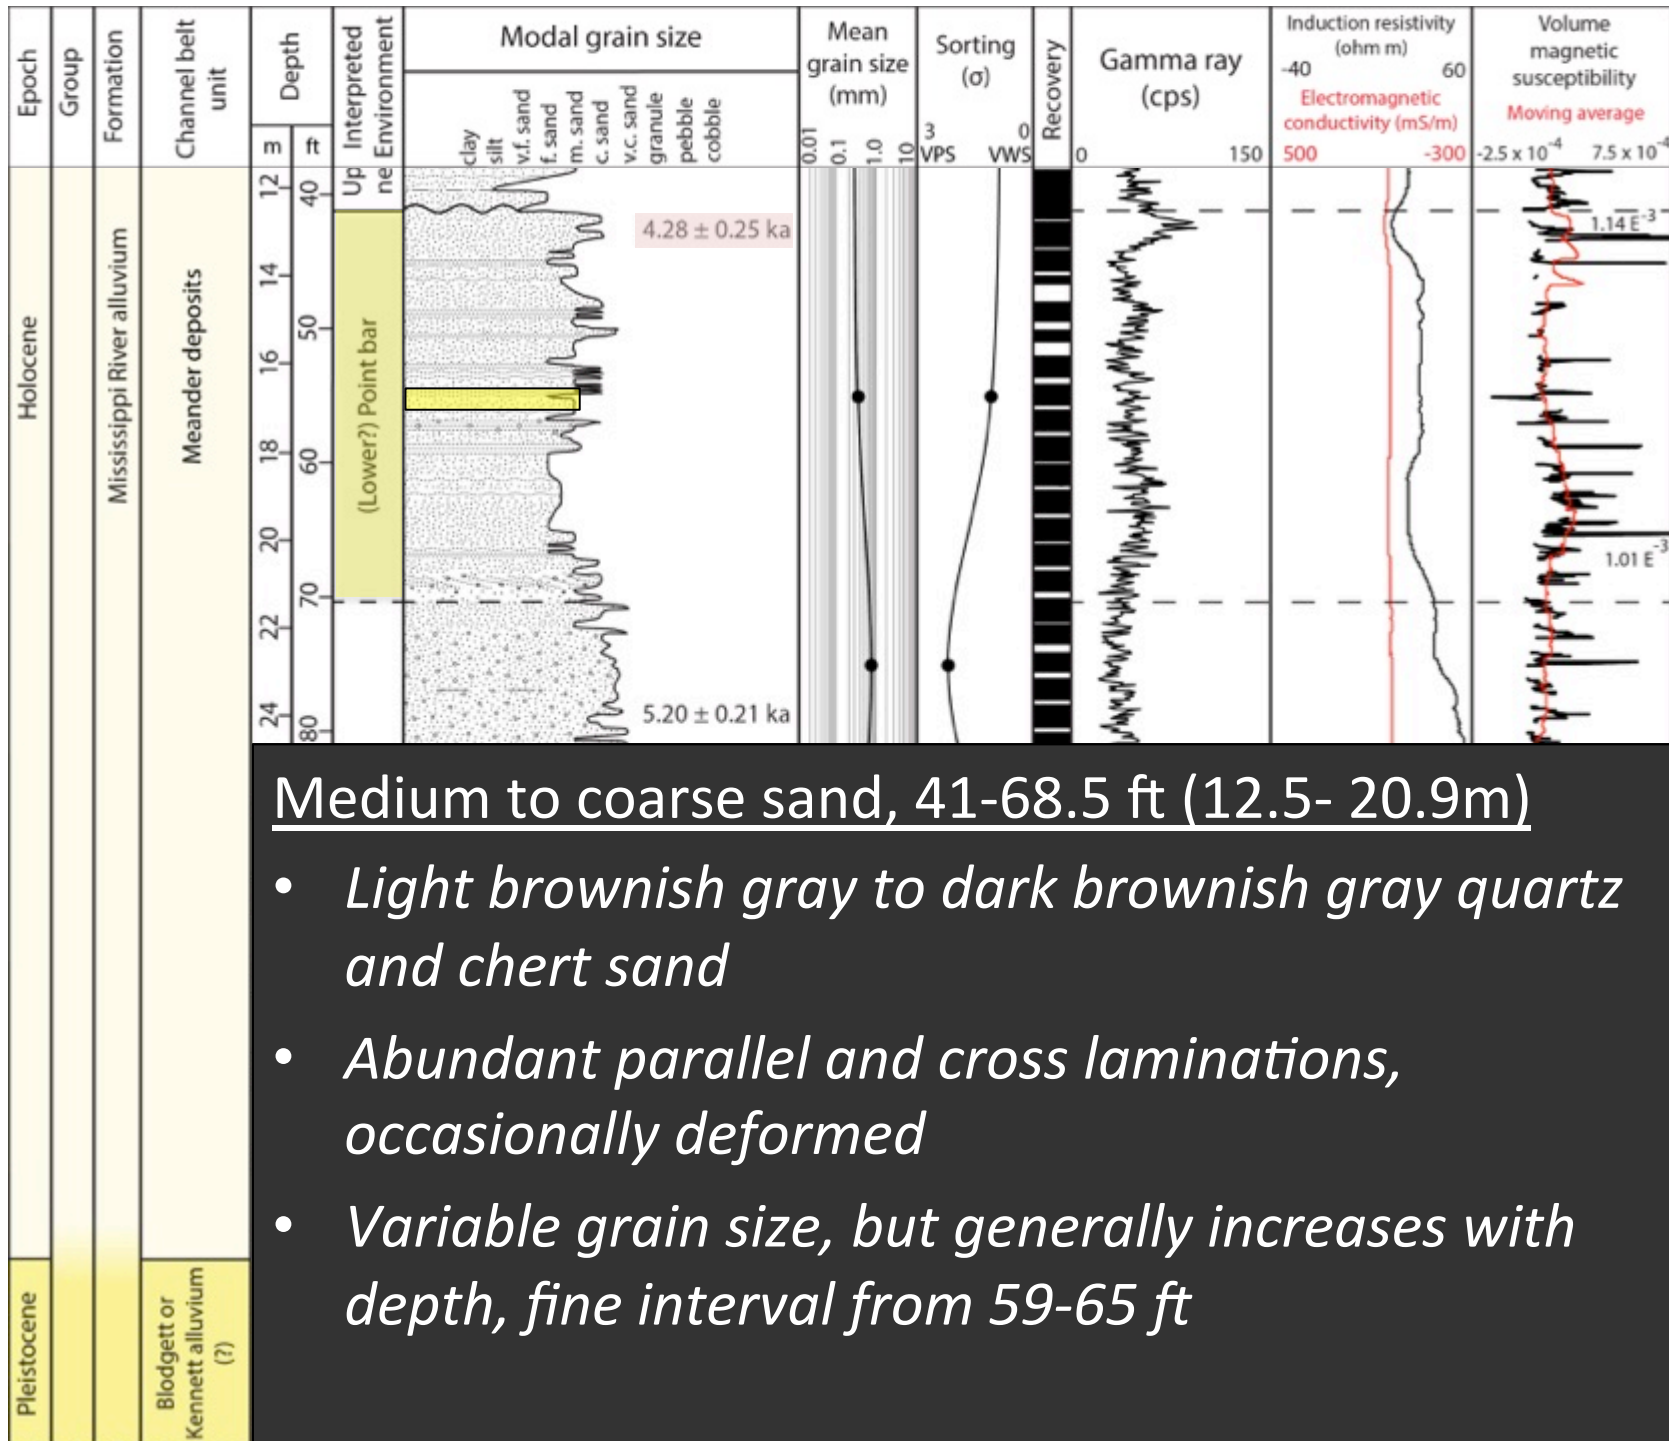 Epoch
Group
Formation
Channel belt
unit
Depth
m
ft
Up Interpreted
ne Environment
Modal grain size
clay
silt
v.f. sand
f. sand
m. sand
c. sand
v.c. sand
granule
pebble
cobble
Mean
grain size
(mm)
0.01
0.1
1.0
10
Sorting
(σ)
3
0
VPS
VWS
Recovery
Gamma ray
(cps)
0
150
Induction resistivity
(ohm m)
-40
60
Electromagnetic
conductivity (mS/m)
500
-300
Volume
magnetic
susceptibility
Moving average
-2.5 x 10-4
7.5 x 10-4
Holocene
Mississippi River alluvium
Meander deposits
12
14
16
18
20
22
24
40
50
60
70
80
(Lower?) Point bar
4.28 ± 0.25 ka
5.20 ± 0.21 ka
1.14 E-3
1.01 E-3
Pleistocene
Blodgett or
Kennett alluvium
(?)
Medium to coarse sand, 41-68.5 ft (12.5- 20.9m)
• Light brownish gray to dark brownish gray quartz
and chert sand
• Abundant parallel and cross laminations,
occasionally deformed
• Variable grain size, but generally increases with
depth, fine interval from 59-65 ft